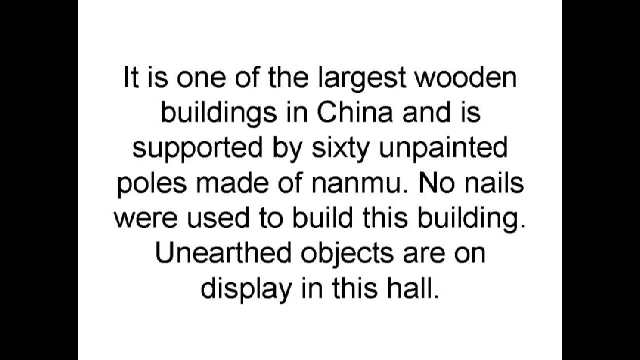 It is one of the largest wooden
buildings in China and is
supported by sixty unpainted
poles made of nanmu. No nails
were used to build this building.
Unearthed objects are on
display in this hall.